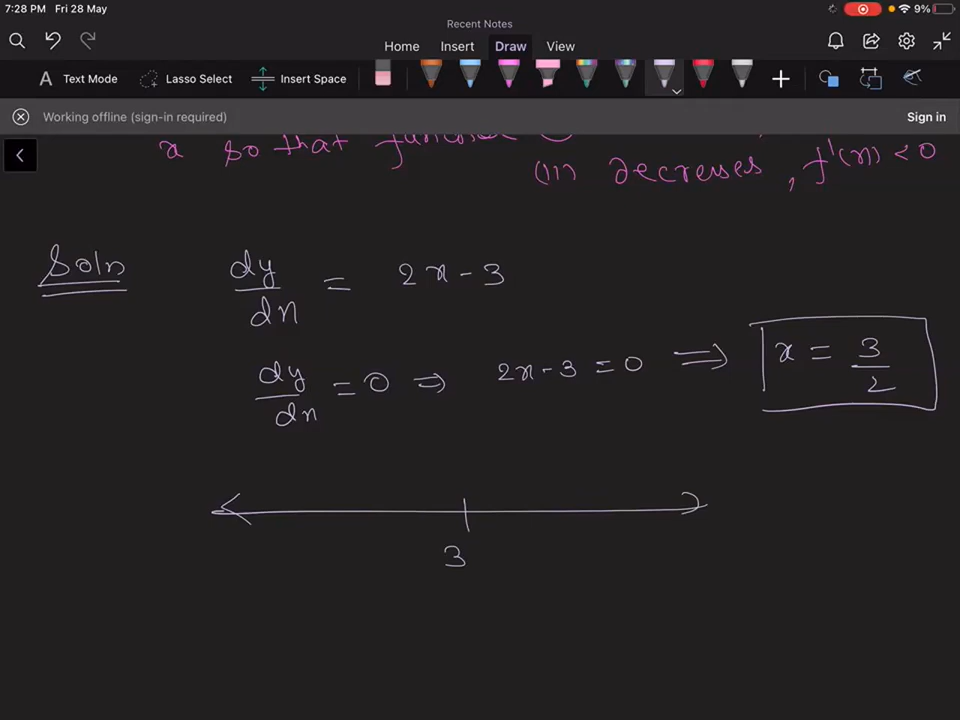 7:28 PM Fri 28 May
9%
Recent Notes
Home Insert Draw View
A Text Mode Lasso Select Insert Space
Working offline (sign-in required) Sign in
x so that function
(ii) decreases, f'(x) < 0
Soln dy/dx = 2x - 3
dy/dx = 0 ⇒ 2x - 3 = 0 ⟹ x = 3/2
3